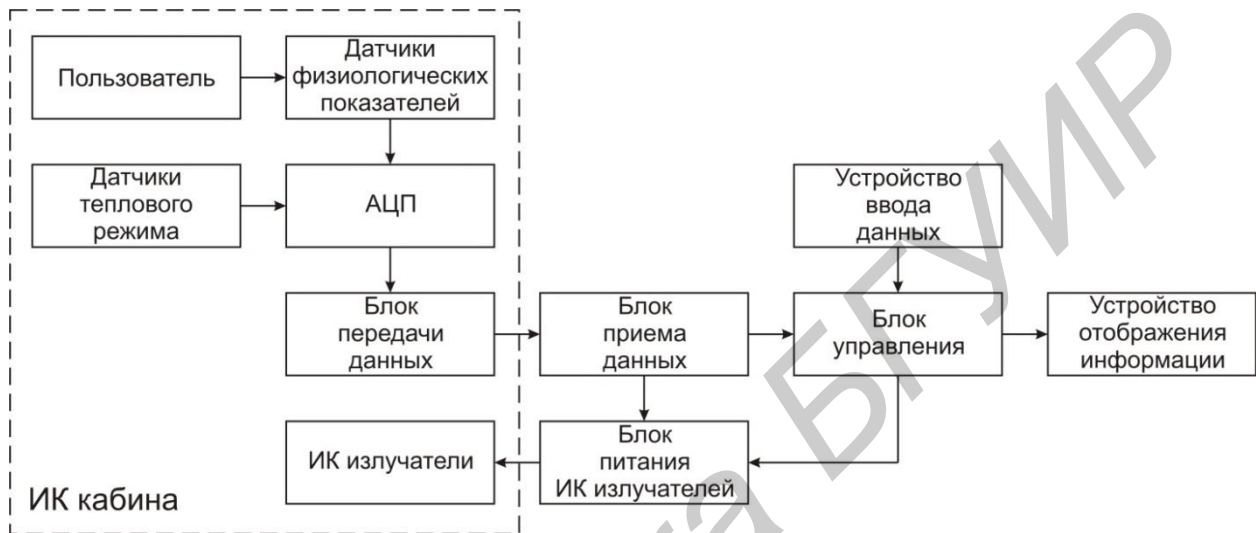 Пользователь
Датчики
физиологических
показателей
Датчики
теплового
режима
АЦП
Устройство
ввода
данных
Блок
передачи
данных
Блок
приема
данных
Блок
управления
Устройство
отображения
информации
ИК излучатели
Блок
питания
ИК излучателей
ИК кабина
БГУИР